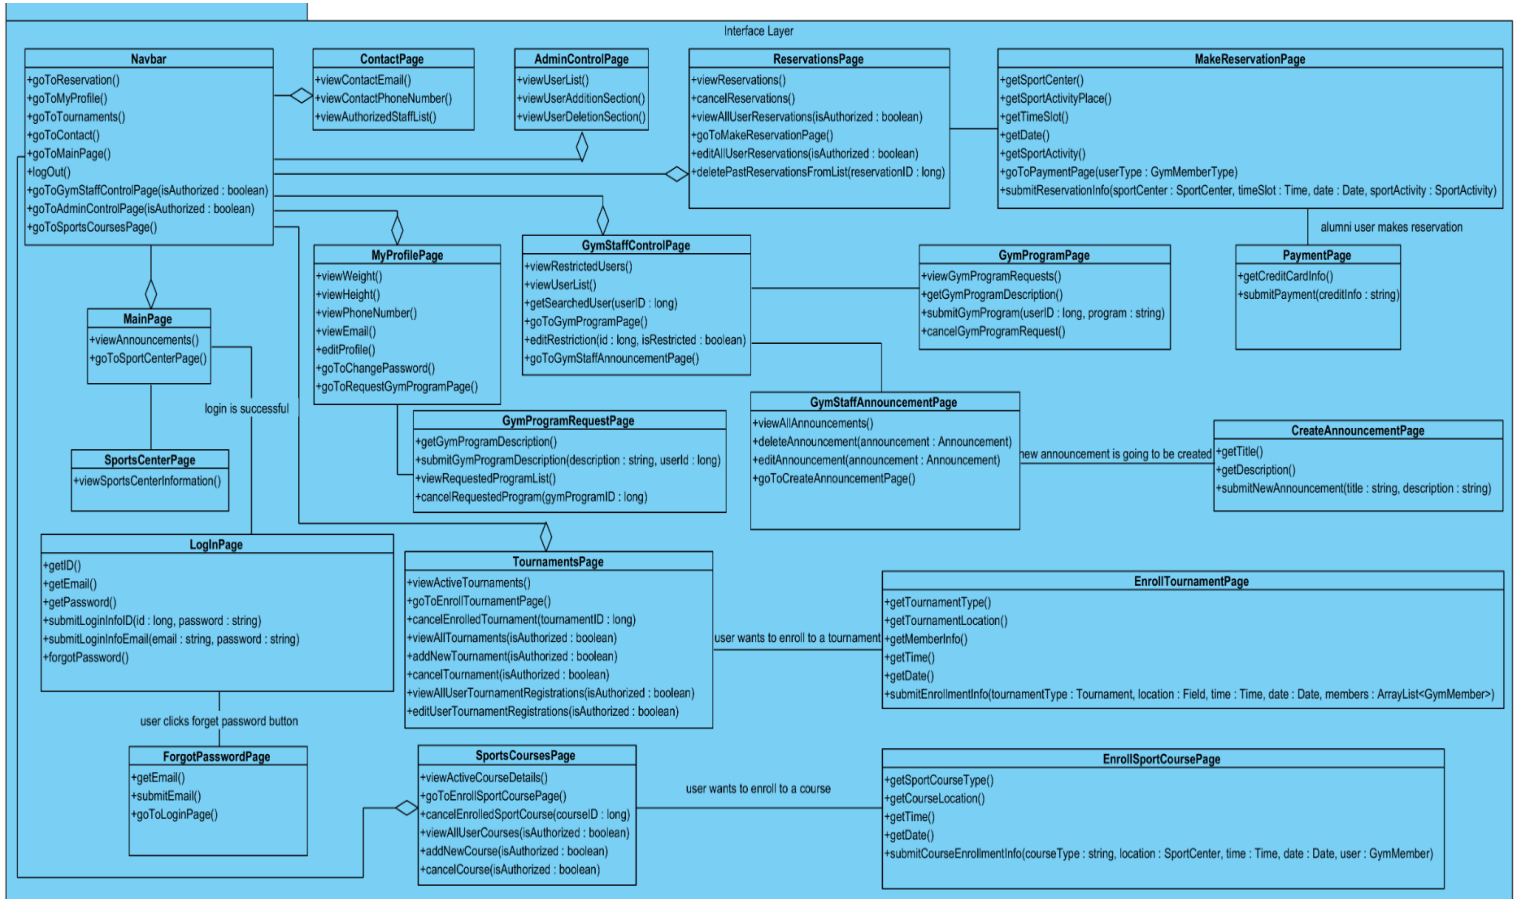 Interface Layer
Navbar
+goToReservation()
+goToMyProfile()
+goToTournaments()
+goToContact()
+goToMainPage()
+logOut()
+goToGymStaffControlPage(isAuthorized : boolean)
+goToAdminControlPage(isAuthorized : boolean)
+goToSportsCoursesPage()
ContactPage
+viewContactEmail()
+viewContactPhoneNumber()
+viewAuthorizedStaffList()
AdminControlPage
+viewUserList()
+viewUserAdditionSection()
+viewUserDeletionSection()
ReservationsPage
+viewReservations()
+cancelReservations()
+viewAllUserReservations(isAuthorized : boolean)
+goToMakeReservationPage()
+editAllUserReservations(isAuthorized : boolean)
+deletePastReservationsFromList(reservationID : long)
MakeReservationPage
+getSportCenter()
+getSportActivityPlace()
+getTimeSlot()
+getDate()
+getSportActivity()
+goToPaymentPage(userType : GymMemberType)
+submitReservationInfo(sportCenter : SportCenter, timeSlot : Time, date : Date, sportActivity : SportActivity)
alumni user makes reservation
MyProfilePage
+viewWeight()
+viewHeight()
+viewPhoneNumber()
+viewEmail()
+editProfile()
+goToChangePassword()
+goToRequestGymProgramPage()
GymStaffControlPage
+viewRestrictedUsers()
+viewUserList()
+getSearchedUser(userID : long)
+goToGymProgramPage()
+editRestriction(id : long, isRestricted : boolean)
+goToGymStaffAnnouncementPage()
GymProgramPage
+viewGymProgramRequests()
+getGymProgramDescription()
+submitGymProgram(userID : long, program : string)
+cancelGymProgramRequest()
PaymentPage
+getCreditCardInfo()
+submitPayment(creditInfo : string)
MainPage
+viewAnnouncements()
+goToSportCenterPage()
login is successful
GymProgramRequestPage
+getGymProgramDescription()
+submitGymProgramDescription(description : string, userId : long)
+viewRequestedProgramList()
+cancelRequestedProgram(gymProgramID : long)
GymStaffAnnouncementPage
+viewAllAnnouncements()
+deleteAnnouncement(announcement : Announcement)
+editAnnouncement(announcement : Announcement)
+goToCreateAnnouncementPage()
new announcement is going to be created
CreateAnnouncementPage
+getTitle()
+getDescription()
+submitNewAnnouncement(title : string, description : string)
SportsCenterPage
+viewSportsCenterInformation()
LogInPage
+getID()
+getEmail()
+getPassword()
+submitLoginInfoID(id : long, password : string)
+submitLoginInfoEmail(email : string, password : string)
+forgotPassword()
TournamentsPage
+viewActiveTournaments()
+goToEnrollTournamentPage()
+cancelEnrolledTournament(tournamentID : long)
+viewAllTournaments(isAuthorized : boolean)
+addNewTournament(isAuthorized : boolean)
+cancelTournament(isAuthorized : boolean)
+viewAllUserTournamentRegistrations(isAuthorized : boolean)
+editUserTournamentRegistrations(isAuthorized : boolean)
user wants to enroll to a tournament
EnrollTournamentPage
+getTournamentType()
+getTournamentLocation()
+getMemberInfo()
+getTime()
+getDate()
+submitEnrollmentInfo(tournamentType : Tournament, location : Field, time : Time, date : Date, members : ArrayList<GymMember>)
user clicks forget password button
ForgotPasswordPage
+getEmail()
+submitEmail()
+goToLoginPage()
SportsCoursesPage
+viewActiveCourseDetails()
+goToEnrollSportCoursePage()
+cancelEnrolledSportCourse(courseID : long)
+viewAllUserCourses(isAuthorized : boolean)
+addNewCourse(isAuthorized : boolean)
+cancelCourse(isAuthorized : boolean)
user wants to enroll to a course
EnrollSportCoursePage
+getSportCourseType()
+getCourseLocation()
+getTime()
+getDate()
+submitCourseEnrollmentInfo(courseType : string, location : SportCenter, time : Time, date : Date, user : GymMember)